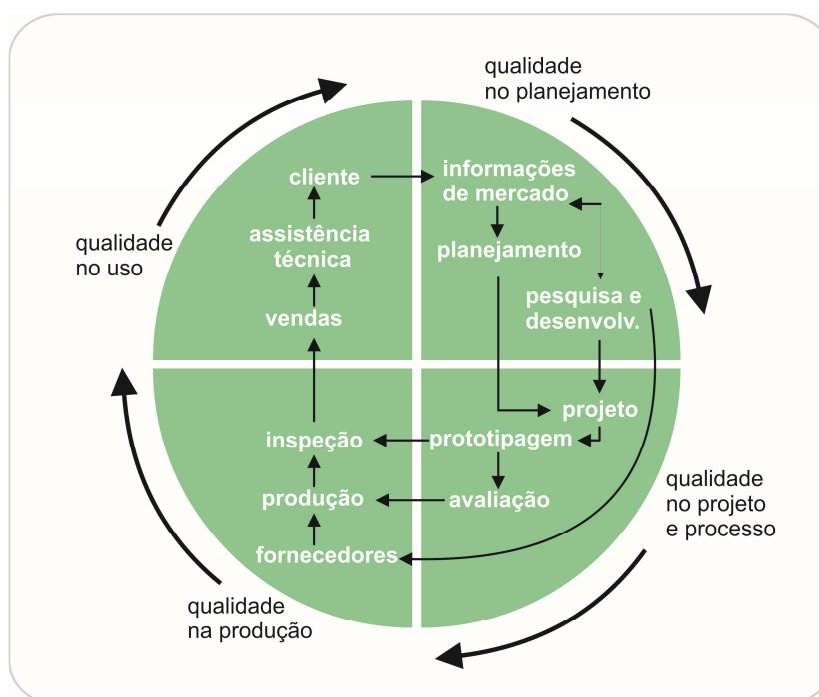 qualidade
no planejamento
cliente
informações
de mercado
assistência
técnica
planejamento
qualidade
no uso
pesquisa e
desenvolv.
vendas
projeto
inspeção
prototipagem
produção
avaliação
fornecedores
qualidade
no projeto
e processo
qualidade
na produção